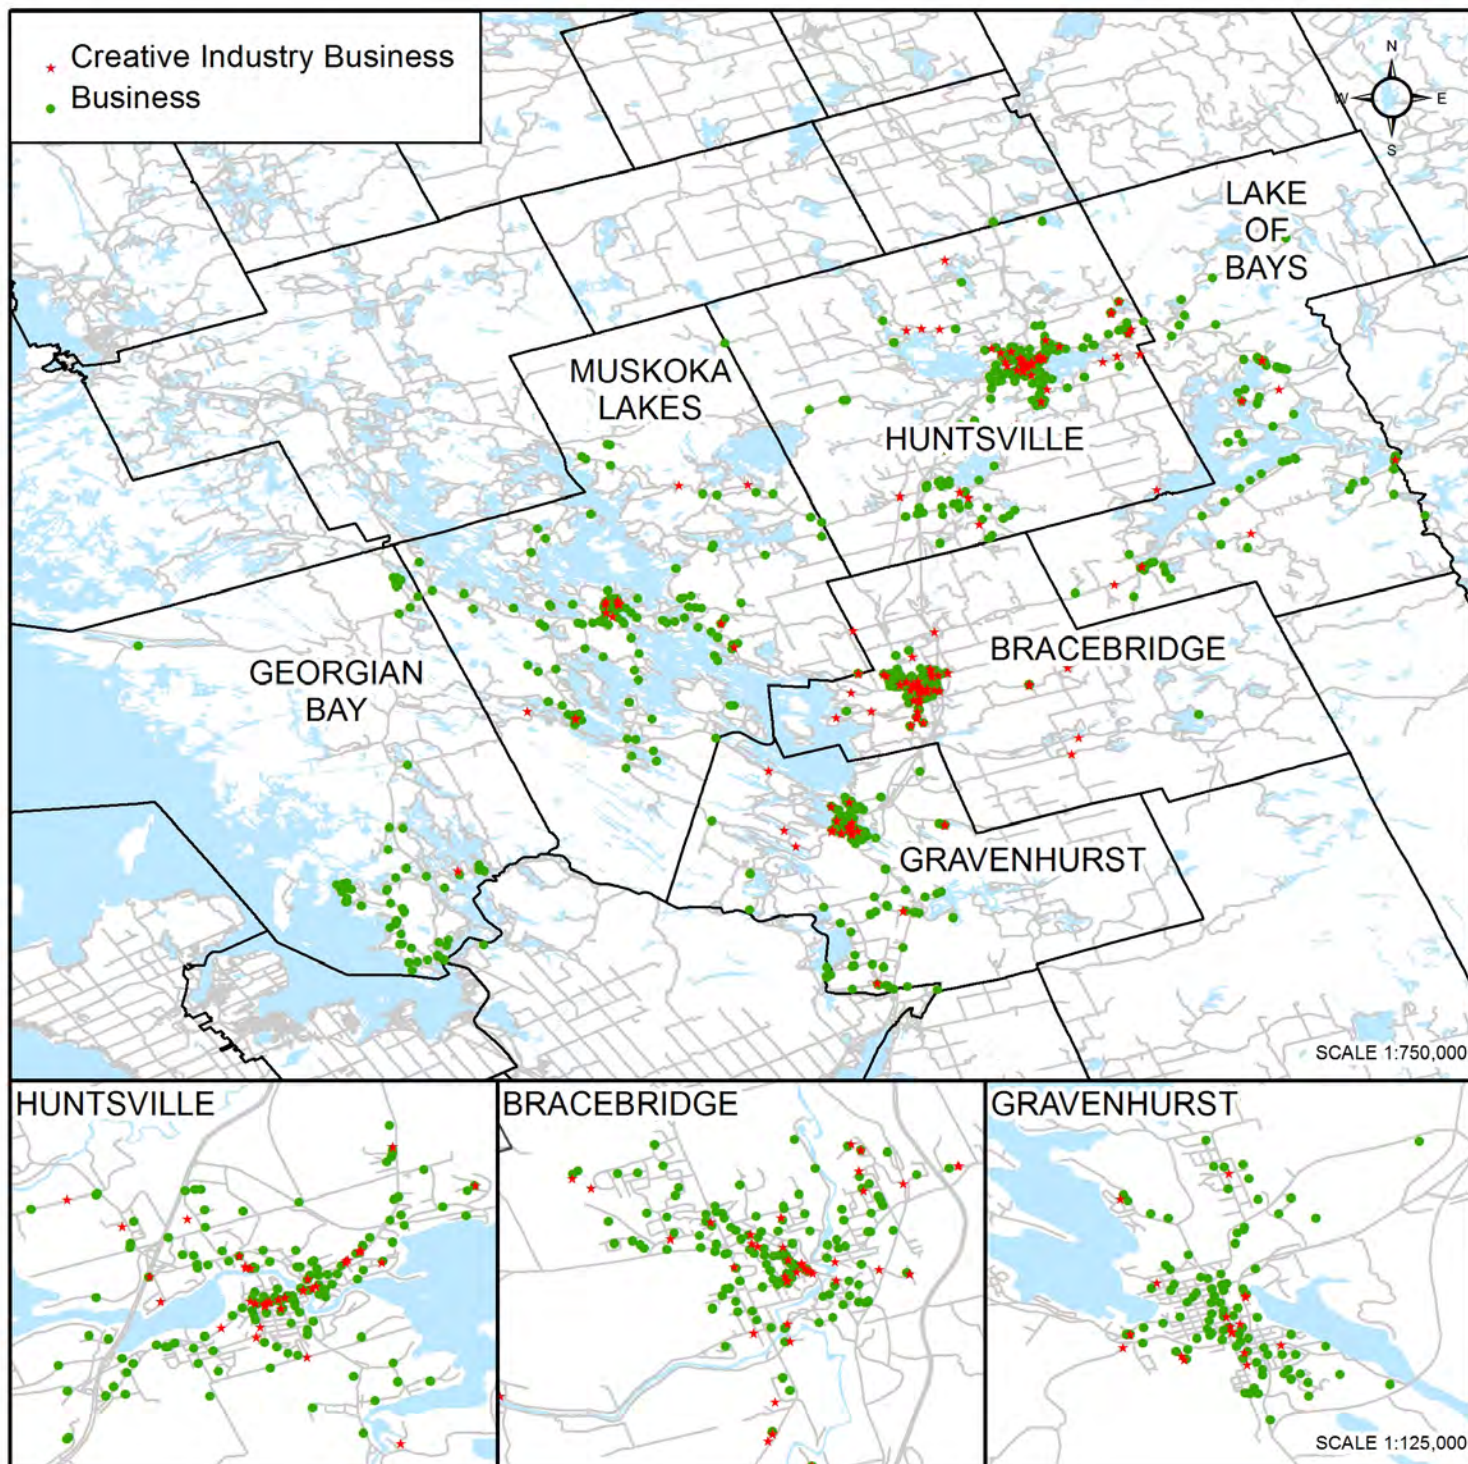 Creative Industry Business
Business
N
W
E
S
LAKE
OF
BAYS
MUSKOKA
LAKES
HUNTSVILLE
BRACEBRIDGE
GEORGIAN
BAY
GRAVENHURST
SCALE 1:750,000
HUNTSVILLE
BRACEBRIDGE
GRAVENHURST
SCALE 1:125,000